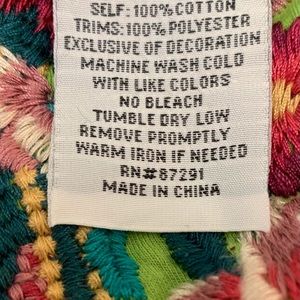 SELF: 100% COTTON
TRIMS: 100% POLYESTER
EXCLUSIVE OF DECORATION
MACHINE WASH COLD
WITH LIKE COLORS
NO BLEACH
TUMBLE DRY LOW
REMOVE PROMPTLY
WARM IRON IF NEEDED
RN#87291
MADE IN CHINA